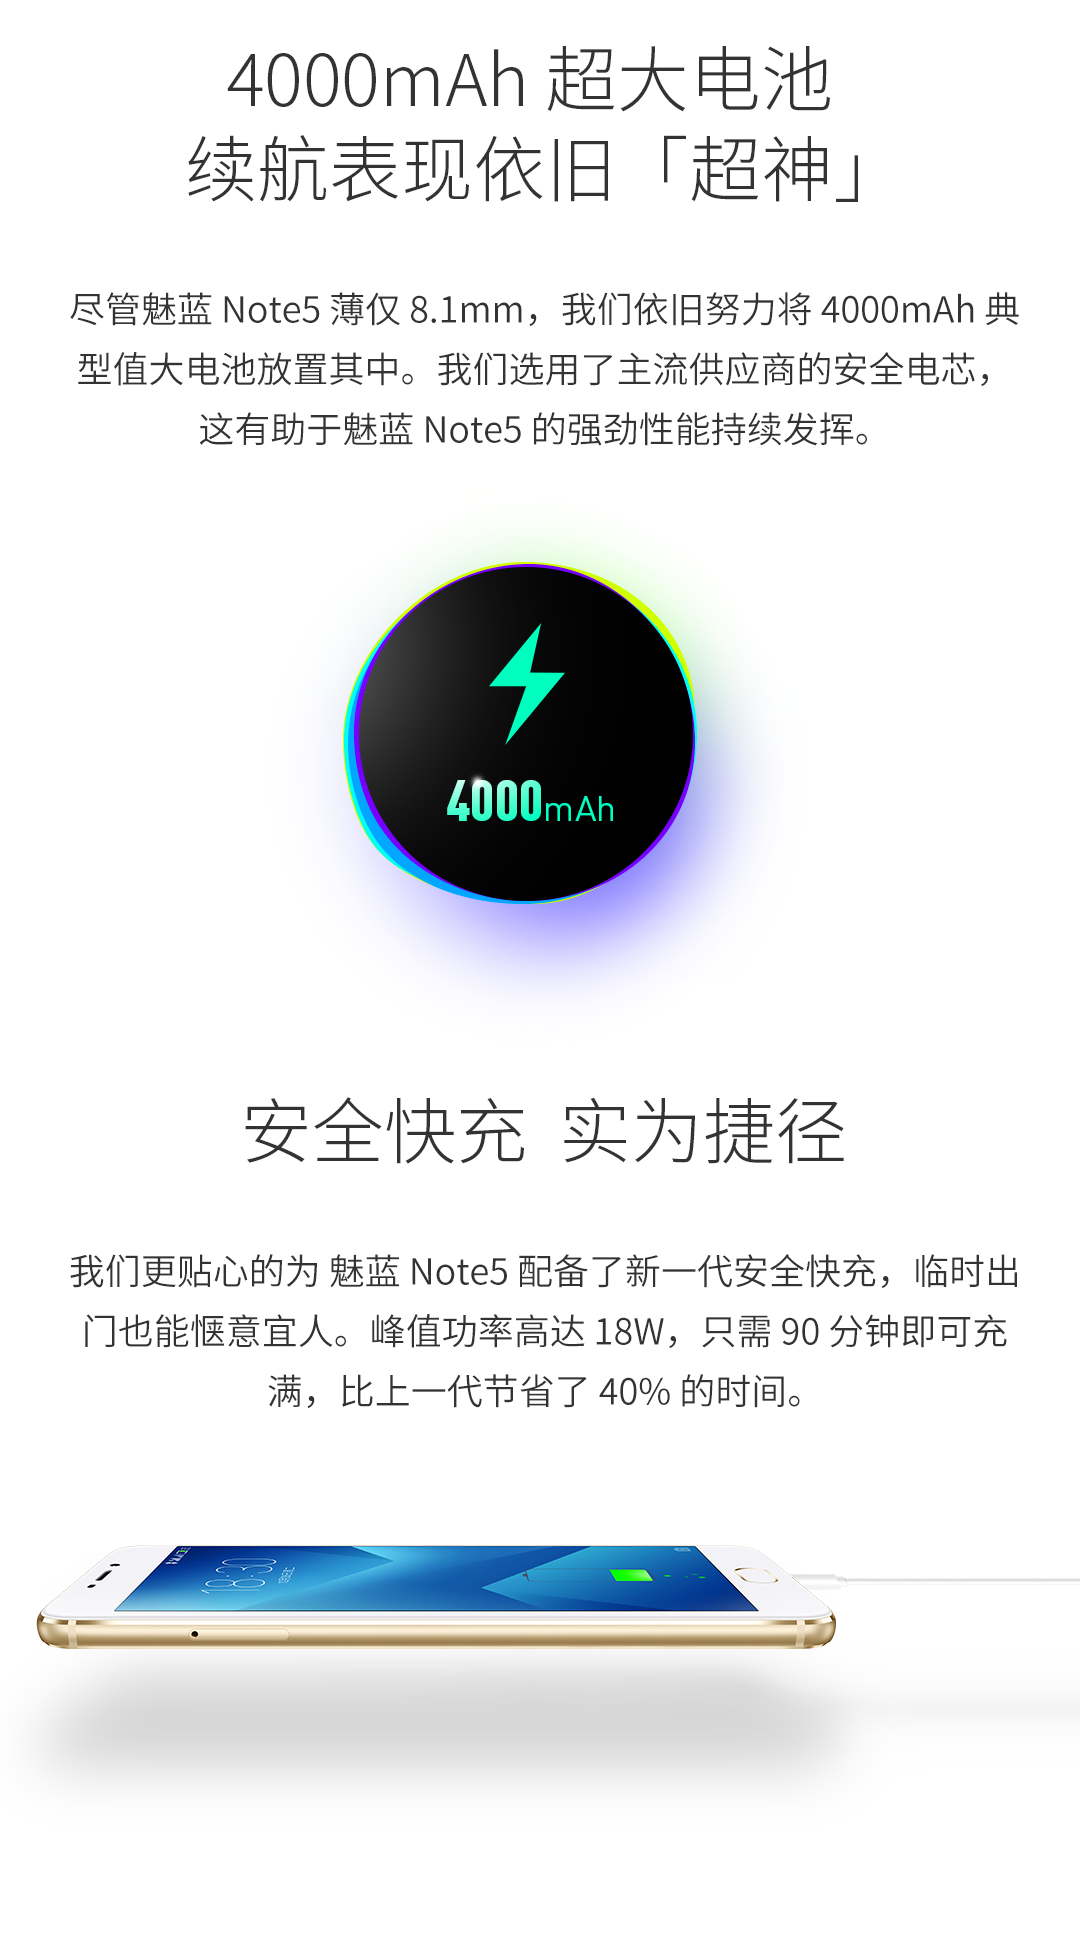 4000mAh 超大电池
续航表现依旧「超神」
尽管魅蓝 Note5 薄仅 8.1mm，我们依旧努力将 4000mAh 典
型值大电池放置其中。我们选用了主流供应商的安全电芯，
这有助于魅蓝 Note5 的强劲性能持续发挥。
4000mAh
安全快充 实为捷径
我们更贴心的为 魅蓝 Note5 配备了新一代安全快充，临时出
门也能惬意宜人。峰值功率高达 18W，只需 90 分钟即可充
满，比上一代节省了 40% 的时间。
18:30